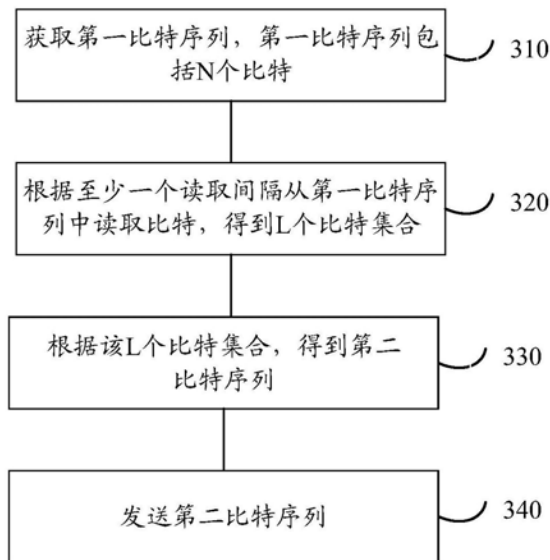 获取第一比特序列，第一比特序列包
括N个比特
310
根据至少一个读取间隔从第一比特序
列中读取比特，得到L个比特集合
320
根据该L个比特集合，得到第二
比特序列
330
发送第二比特序列
340